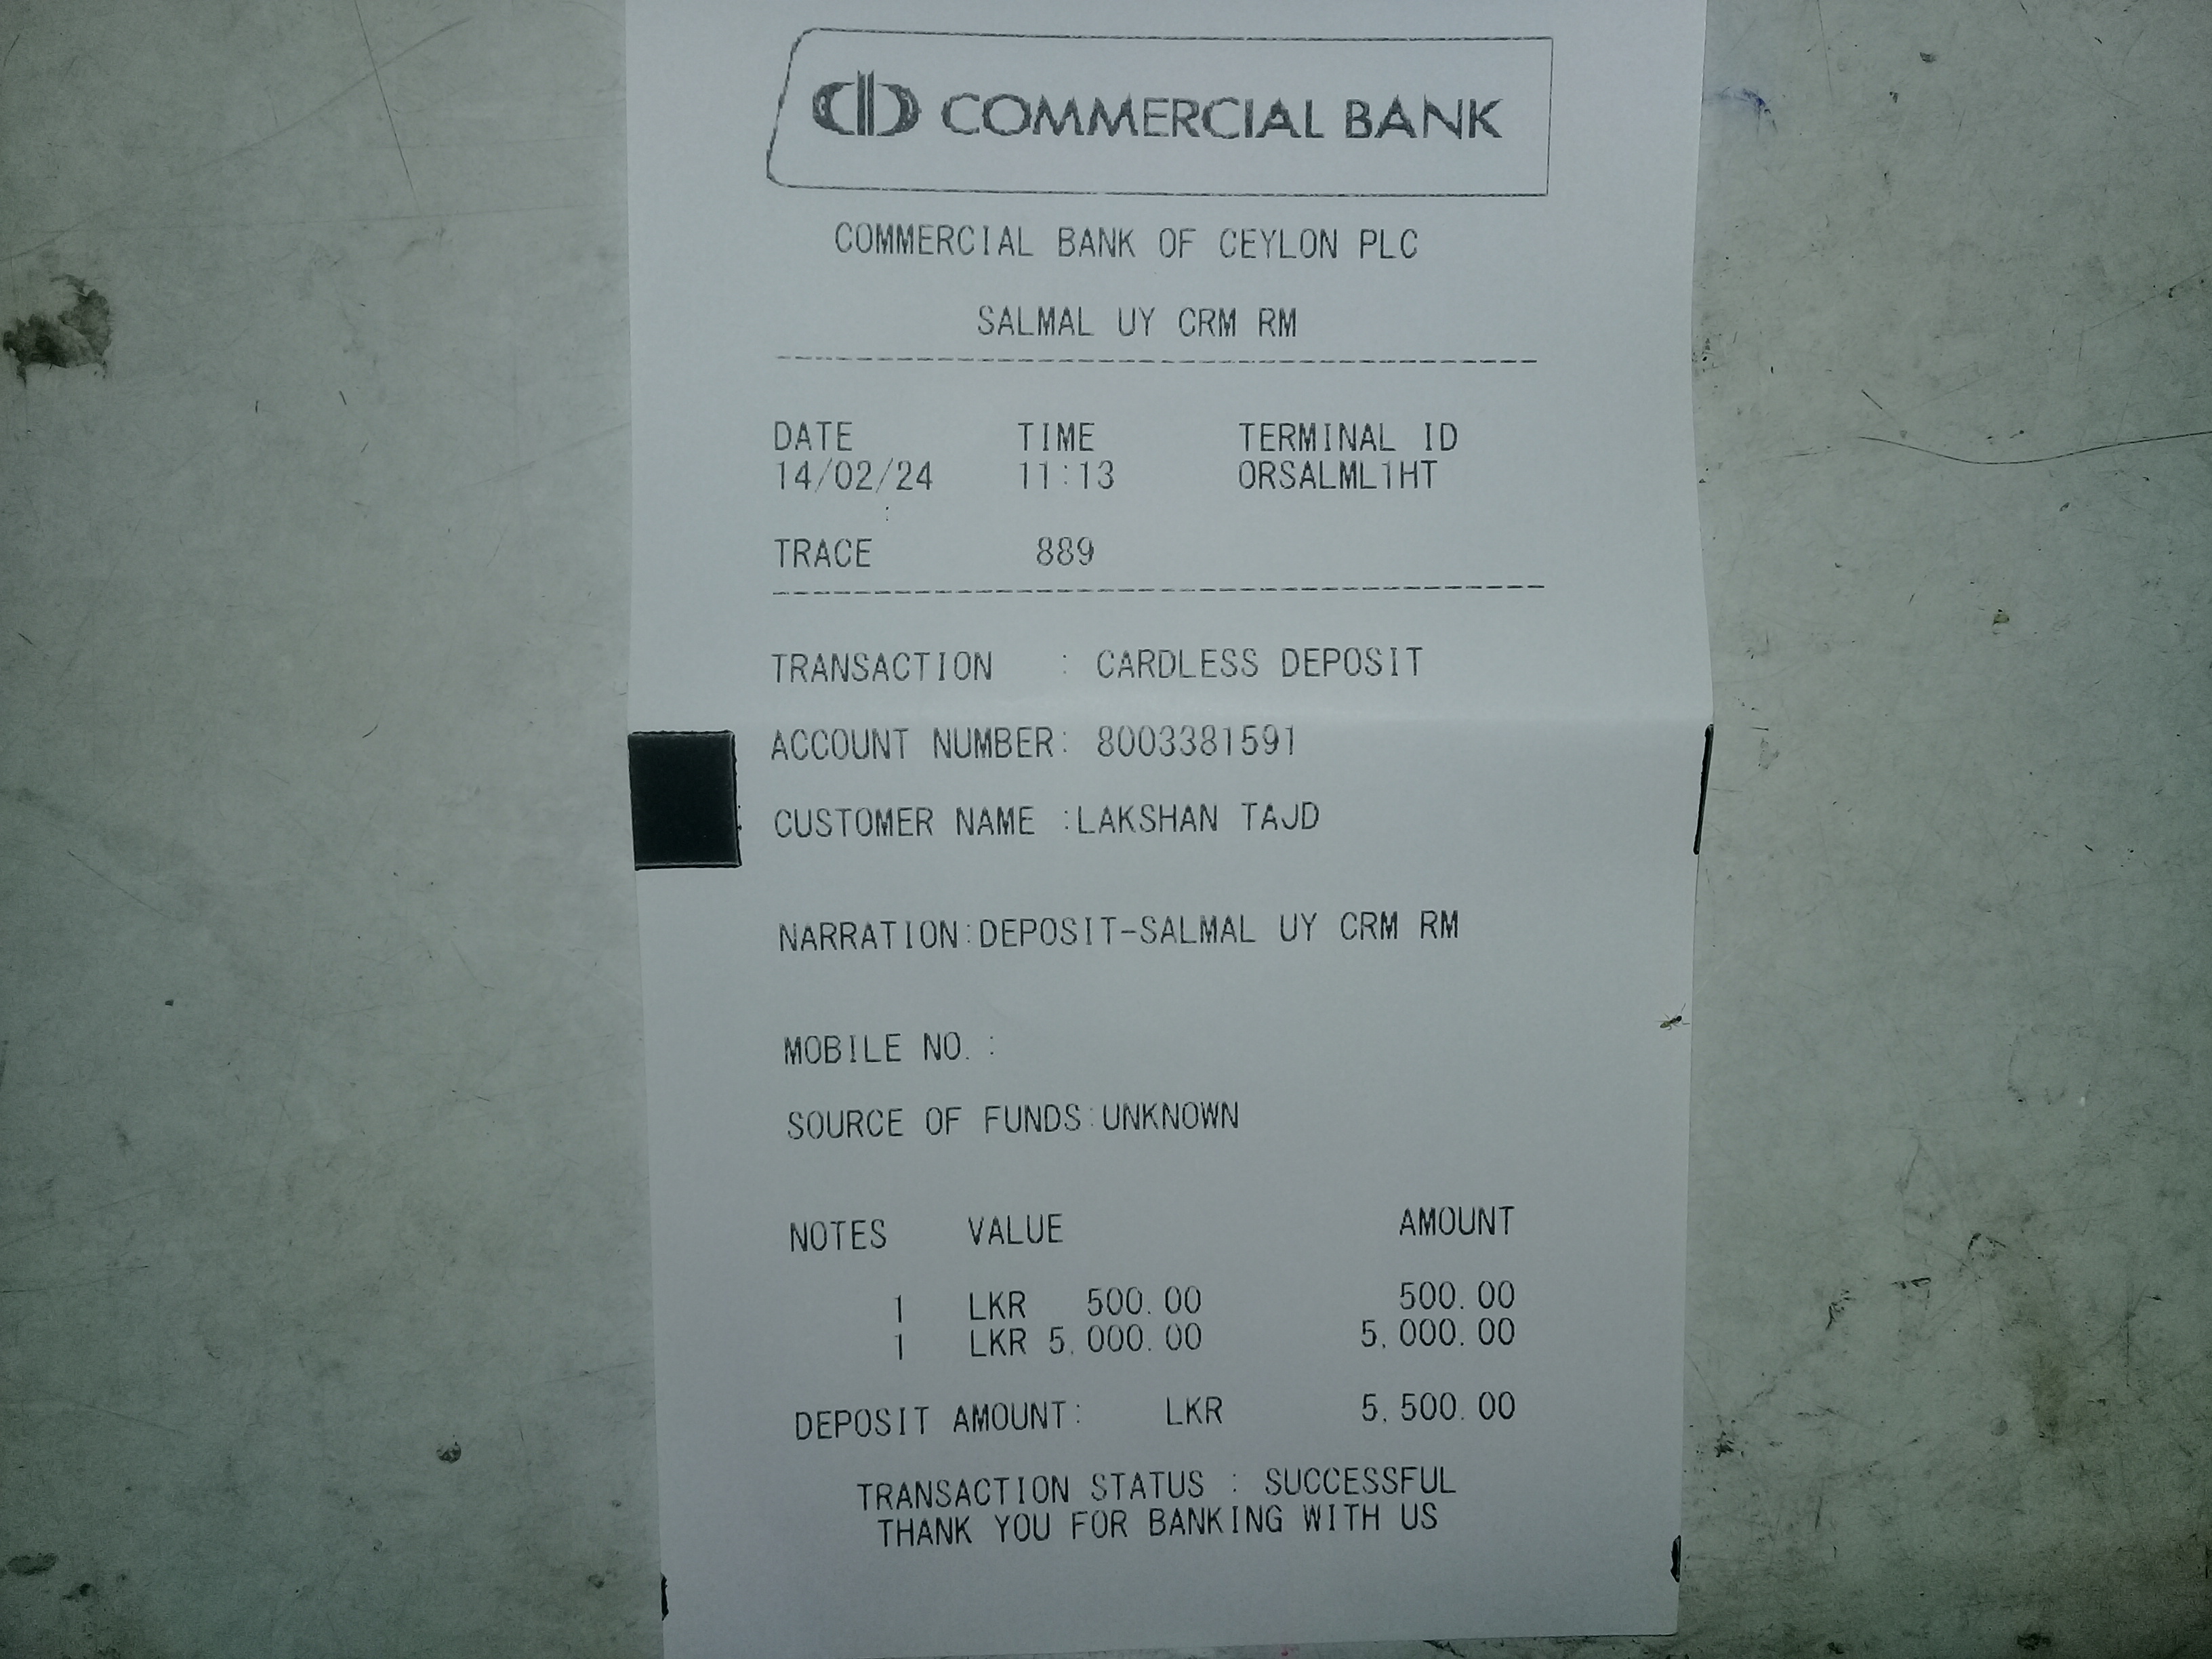 COMMERCIAL BANK
COMMERCIAL BANK OF CEYLON PLC
SALMAL UY CRM RM
DATE TIME TERMINAL ID
14/02/24 11:13 ORSALML1HT
TRACE 889
TRANSACTION : CARDLESS DEPOSIT
ACCOUNT NUMBER: 8003381591
CUSTOMER NAME :LAKSHAN TAJD
NARRATION:DEPOSIT-SALMAL UY CRM RM
MOBILE NO. :
SOURCE OF FUNDS:UNKNOWN
NOTES VALUE AMOUNT
1 LKR 500.00 500.00
1 LKR 5,000.00 5,000.00
DEPOSIT AMOUNT: LKR 5,500.00
TRANSACTION STATUS : SUCCESSFUL
THANK YOU FOR BANKING WITH US